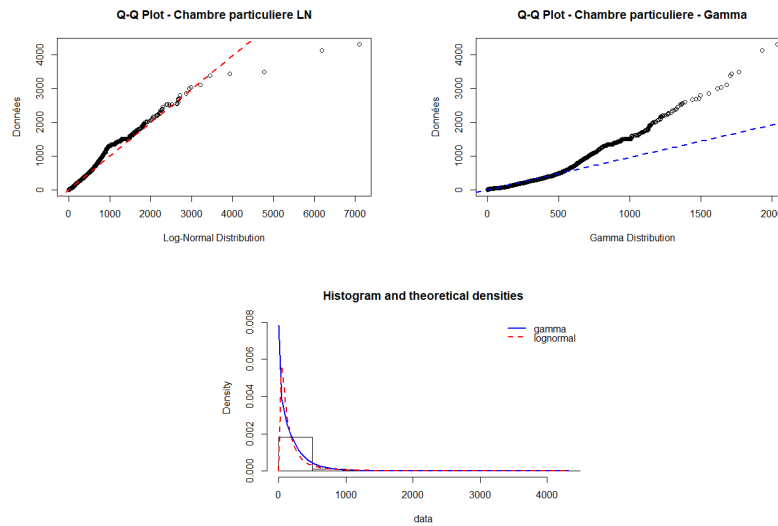 Q-Q Plot - Chambre particuliere LN
Données
0 1000 2000 3000 4000
0 1000 2000 3000 4000 5000 6000 7000
Log-Normal Distribution
Q-Q Plot - Chambre particuliere - Gamma
Données
0 1000 2000 3000 4000
0 500 1000 1500 2000
Gamma Distribution
Histogram and theoretical densities
gamma
lognormal
Density
0.000 0.002 0.004 0.006 0.008
0 1000 2000 3000 4000
data